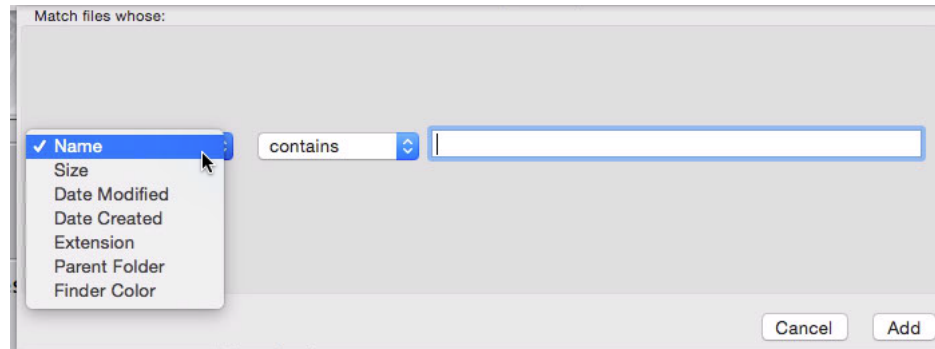 Match files whose:
✓ Name
contains
Size
Date Modified
Date Created
Extension
Parent Folder
Finder Color
Cancel
Add